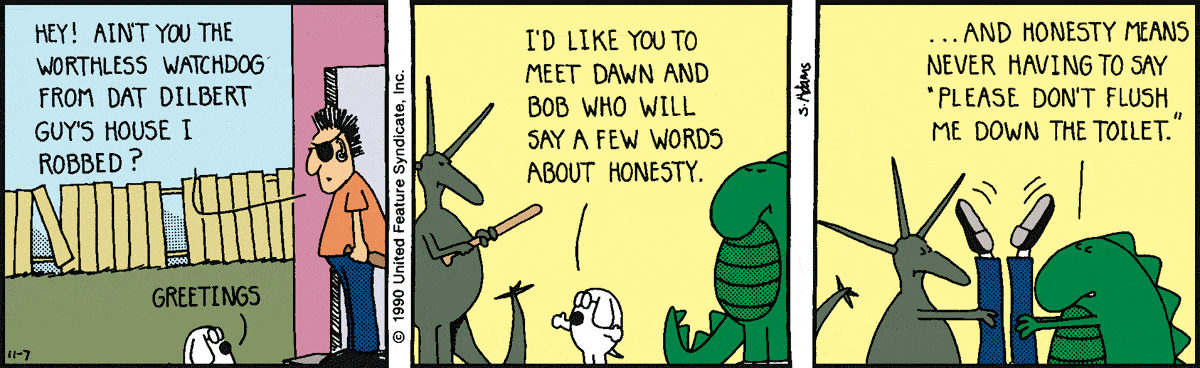 HEY! AIN'T YOU THE
WORTHLESS WATCHDOG
FROM DAT DILBERT
GUY'S HOUSE I
ROBBED?
GREETINGS
11-7
© 1990 United Feature Syndicate, Inc.
I'D LIKE YOU TO
MEET DAWN AND
BOB WHO WILL
SAY A FEW WORDS
ABOUT HONESTY.
S. Adams
...AND HONESTY MEANS
NEVER HAVING TO SAY
"PLEASE DON'T FLUSH
ME DOWN THE TOILET."